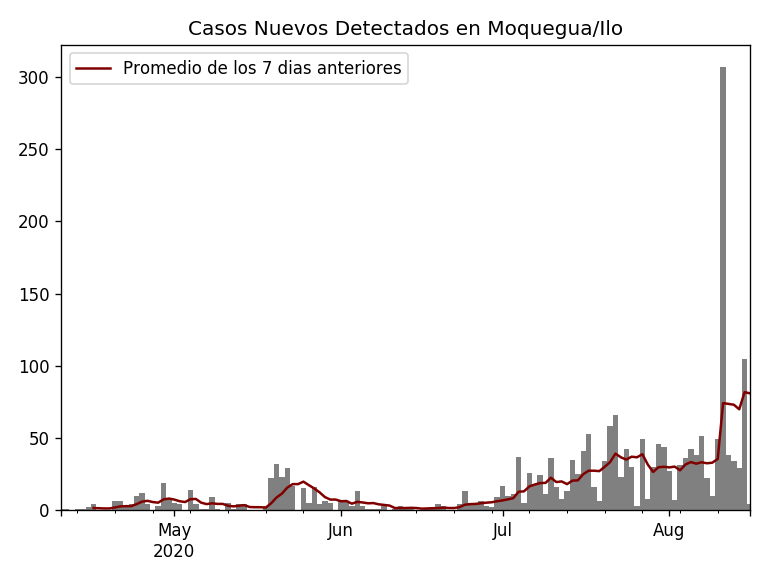 Casos Nuevos Detectados en Moquegua/Ilo
Promedio de los 7 dias anteriores
300
250
200
150
100
50
0
May Jun Jul Aug
2020